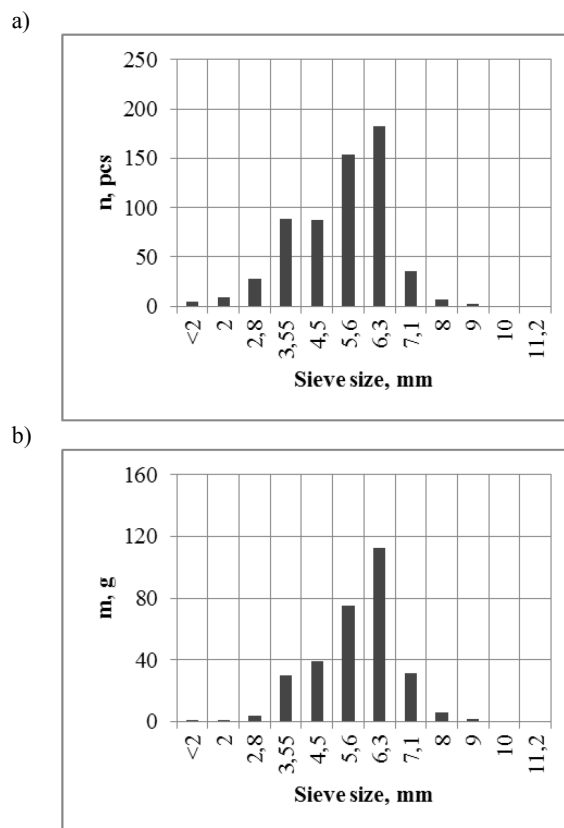 a)
250
200
150
100
50
0
n, pcs
<2 2 2,8 3,55 4,5 5,6 6,3 7,1 8 9 10 11,2
Sieve size, mm
b)
160
120
80
40
0
m, g
<2 2 2,8 3,55 4,5 5,6 6,3 7,1 8 9 10 11,2
Sieve size, mm